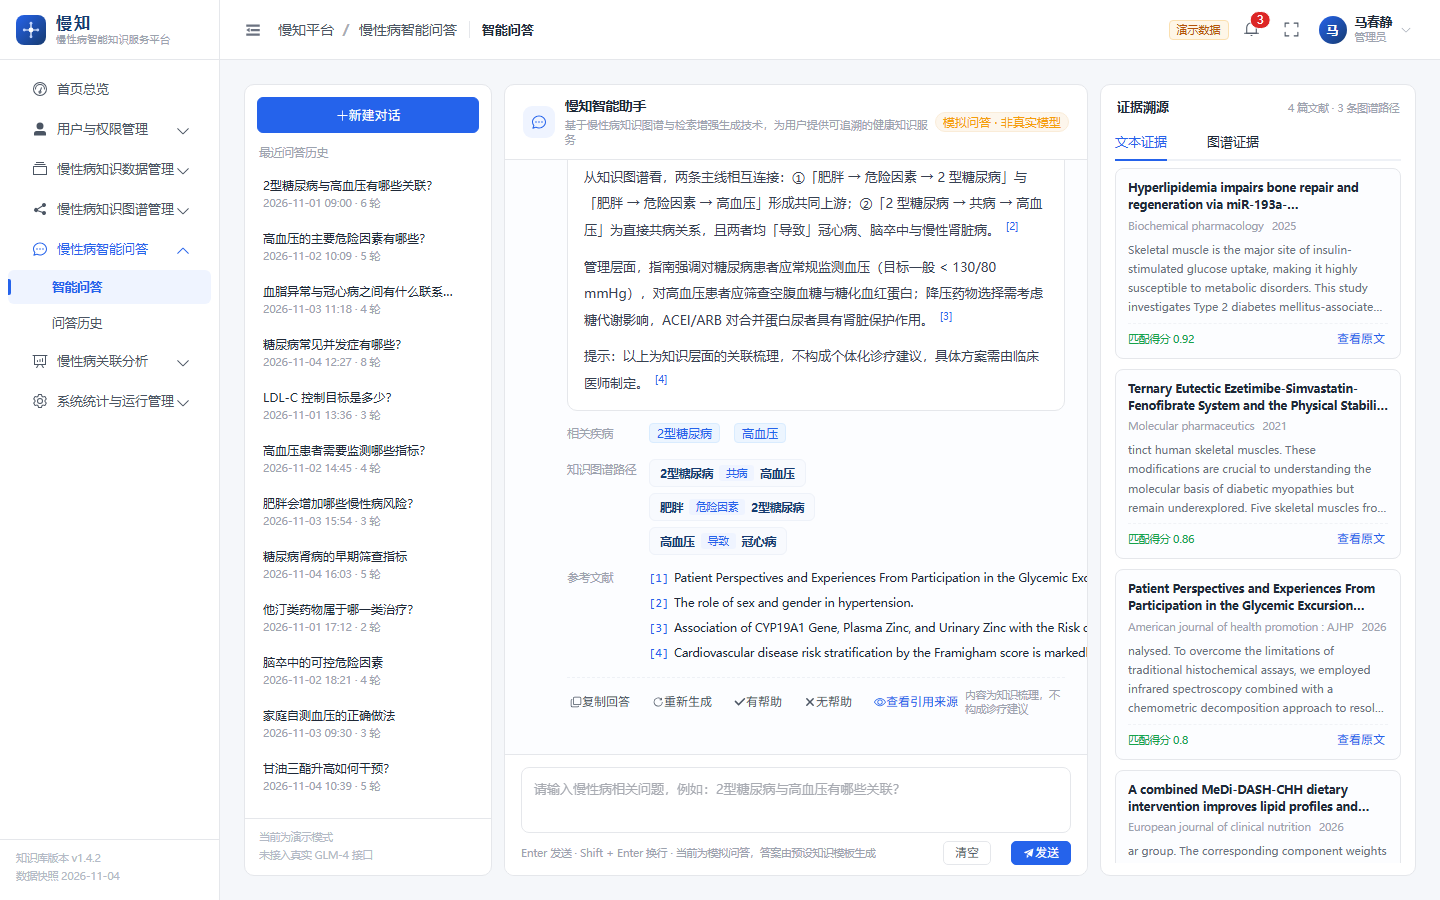 慢知
慢性病智能知识服务平台
首页总览
用户与权限管理
慢性病知识数据管理
慢性病知识图谱管理
慢性病智能问答
智能问答
问答历史
慢性病关联分析
系统统计与运行管理
知识库版本 v1.4.2
数据快照 2026-11-04
慢知平台 / 慢性病智能问答 智能问答
演示数据
3
马
马春静
管理员
+新建对话
最近问答历史
2型糖尿病与高血压有哪些关联?
2026-11-01 09:00 · 6 轮
高血压的主要危险因素有哪些?
2026-11-02 10:09 · 5 轮
血脂异常与冠心病之间有什么联系...
2026-11-03 11:18 · 4 轮
糖尿病常见并发症有哪些?
2026-11-04 12:27 · 8 轮
LDL-C 控制目标是多少?
2026-11-01 13:36 · 3 轮
高血压患者需要监测哪些指标?
2026-11-02 14:45 · 4 轮
肥胖会增加哪些慢性病风险?
2026-11-03 15:54 · 3 轮
糖尿病肾病的早期筛查指标
2026-11-04 16:03 · 5 轮
他汀类药物属于哪一类治疗?
2026-11-01 17:12 · 2 轮
脑卒中的可控危险因素
2026-11-02 18:21 · 4 轮
家庭自测血压的正确做法
2026-11-03 09:30 · 3 轮
甘油三酯升高如何干预?
2026-11-04 10:39 · 5 轮
当前为演示模式
未接入真实 GLM-4 接口
慢知智能助手
基于慢性病知识图谱与检索增强生成技术，为用户提供可追溯的健康知识服
务
模拟问答 · 非真实模型
从知识图谱看，两条主线相互连接：①「肥胖 → 危险因素 → 2 型糖尿病」与
「肥胖 → 危险因素 → 高血压」形成共同上游；②「2 型糖尿病 → 共病 → 高血
压」为直接共病关系，且两者均「导致」冠心病、脑卒中与慢性肾脏病。 [2]
管理层面，指南强调对糖尿病患者应常规监测血压（目标一般 < 130/80
mmHg），对高血压患者应筛查空腹血糖与糖化血红蛋白；降压药物选择需考虑
糖代谢影响，ACEI/ARB 对合并蛋白尿者具有肾脏保护作用。 [3]
提示：以上为知识层面的关联梳理，不构成个体化诊疗建议，具体方案需由临床
医师制定。 [4]
相关疾病 2型糖尿病 高血压
知识图谱路径 2型糖尿病 共病 高血压
肥胖 危险因素 2型糖尿病
高血压 导致 冠心病
参考文献 [1] Patient Perspectives and Experiences From Participation in the Glycemic Exc
[2] The role of sex and gender in hypertension.
[3] Association of CYP19A1 Gene, Plasma Zinc, and Urinary Zinc with the Risk o
[4] Cardiovascular disease risk stratification by the Framigham score is markedl
复制回答 重新生成 有帮助 无帮助 查看引用来源 内容为知识梳理，不
构成诊疗建议
请输入慢性病相关问题，例如：2型糖尿病与高血压有哪些关联?
Enter 发送 · Shift + Enter 换行 · 当前为模拟问答，答案由预设知识模板生成
清空
发送
证据溯源
4 篇文献 · 3 条图谱路径
文本证据 图谱证据
Hyperlipidemia impairs bone repair and
regeneration via miR-193a-...
Biochemical pharmacology 2025
Skeletal muscle is the major site of insulin-
stimulated glucose uptake, making it highly
susceptible to metabolic disorders. This study
investigates Type 2 diabetes mellitus-associate...
匹配得分 0.92 查看原文
Ternary Eutectic Ezetimibe-Simvastatin-
Fenofibrate System and the Physical Stabili...
Molecular pharmaceutics 2021
tinct human skeletal muscles. These
modifications are crucial to understanding the
molecular basis of diabetic myopathies but
remain underexplored. Five skeletal muscles fro...
匹配得分 0.86 查看原文
Patient Perspectives and Experiences From
Participation in the Glycemic Excursion...
American journal of health promotion : AJHP 2026
nalysed. To overcome the limitations of
traditional histochemical assays, we employed
infrared spectroscopy combined with a
chemometric decomposition approach to resol...
匹配得分 0.8 查看原文
A combined MeDi-DASH-CHH dietary
intervention improves lipid profiles and...
European journal of clinical nutrition 2026
ar group. The corresponding component weights